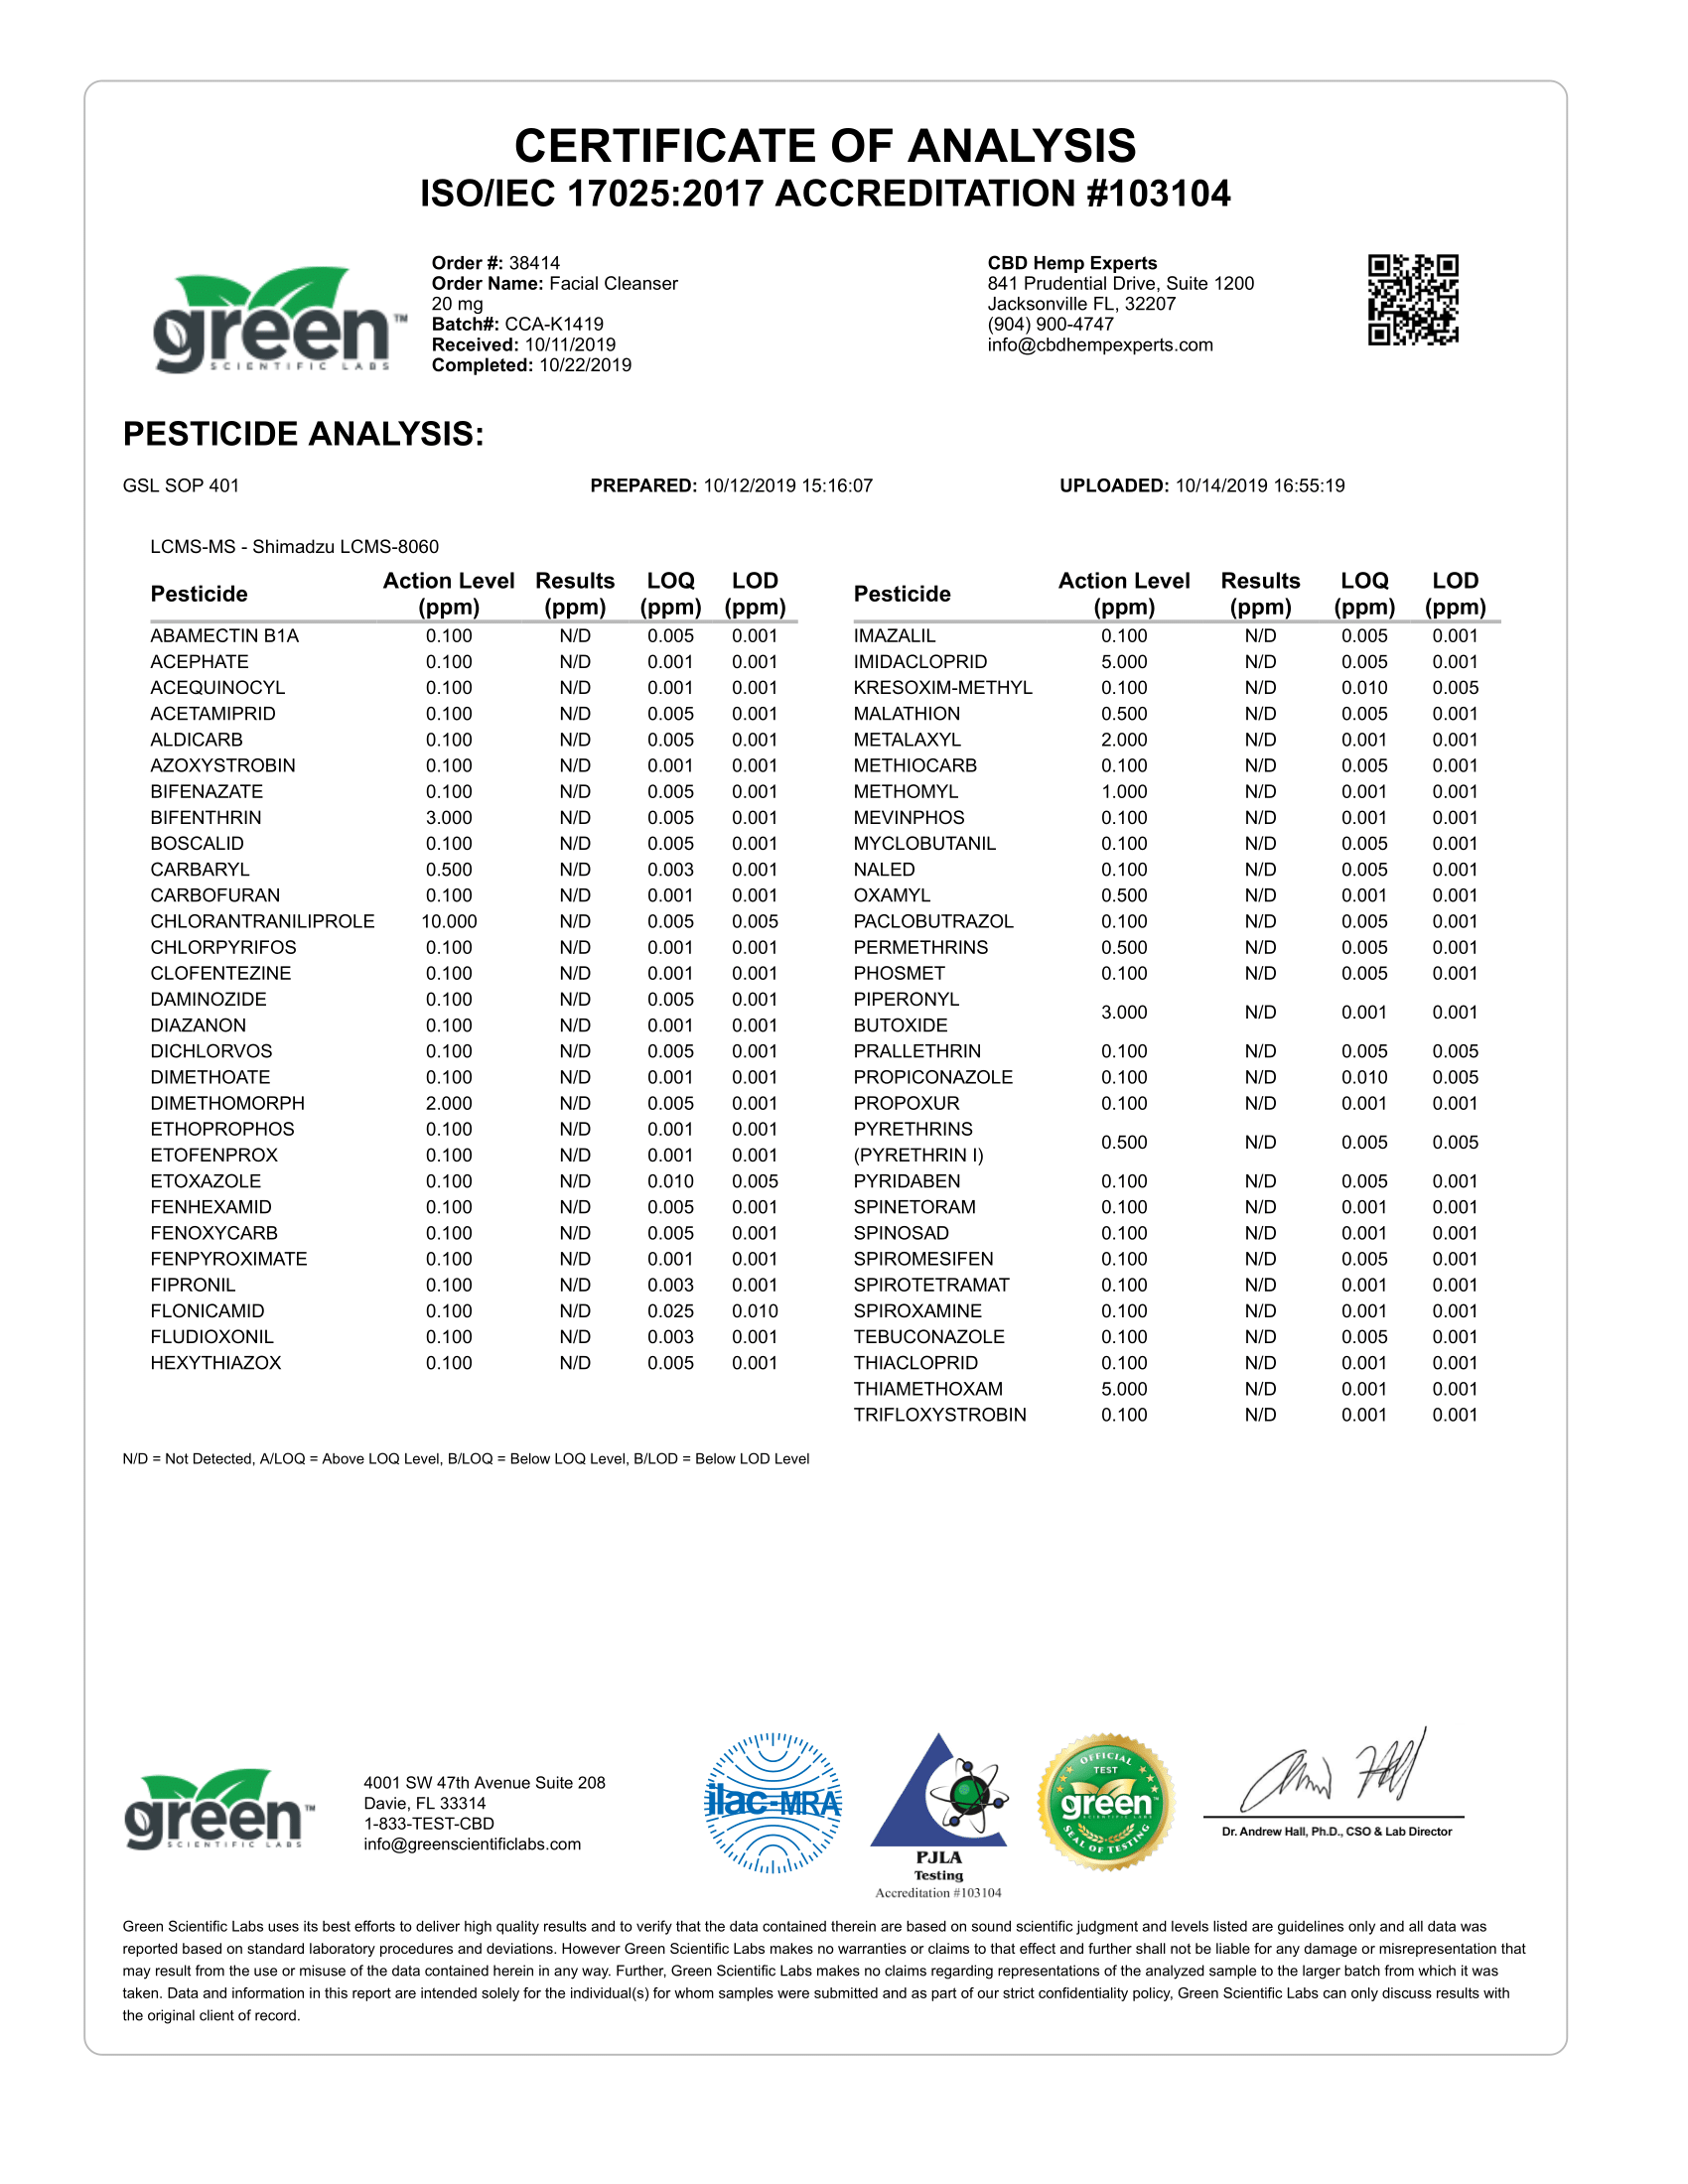 CERTIFICATE OF ANALYSIS
ISO/IEC 17025:2017 ACCREDITATION #103104
green™
SCIENTIFIC LABS
Order #: 38414
Order Name: Facial Cleanser
20 mg
Batch#: CCA-K1419
Received: 10/11/2019
Completed: 10/22/2019
CBD Hemp Experts
841 Prudential Drive, Suite 1200
Jacksonville FL, 32207
(904) 900-4747
info@cbdhempexperts.com
PESTICIDE ANALYSIS:
GSL SOP 401 PREPARED: 10/12/2019 15:16:07 UPLOADED: 10/14/2019 16:55:19
LCMS-MS - Shimadzu LCMS-8060
Pesticide Action Level (ppm) Results (ppm) LOQ (ppm) LOD (ppm)
ABAMECTIN B1A 0.100 N/D 0.005 0.001
ACEPHATE 0.100 N/D 0.001 0.001
ACEQUINOCYL 0.100 N/D 0.001 0.001
ACETAMIPRID 0.100 N/D 0.005 0.001
ALDICARB 0.100 N/D 0.005 0.001
AZOXYSTROBIN 0.100 N/D 0.001 0.001
BIFENAZATE 0.100 N/D 0.005 0.001
BIFENTHRIN 3.000 N/D 0.005 0.001
BOSCALID 0.100 N/D 0.005 0.001
CARBARYL 0.500 N/D 0.003 0.001
CARBOFURAN 0.100 N/D 0.001 0.001
CHLORANTRANILIPROLE 10.000 N/D 0.005 0.005
CHLORPYRIFOS 0.100 N/D 0.001 0.001
CLOFENTEZINE 0.100 N/D 0.001 0.001
DAMINOZIDE 0.100 N/D 0.005 0.001
DIAZANON 0.100 N/D 0.001 0.001
DICHLORVOS 0.100 N/D 0.005 0.001
DIMETHOATE 0.100 N/D 0.001 0.001
DIMETHOMORPH 2.000 N/D 0.005 0.001
ETHOPROPHOS 0.100 N/D 0.001 0.001
ETOFENPROX 0.100 N/D 0.001 0.001
ETOXAZOLE 0.100 N/D 0.010 0.005
FENHEXAMID 0.100 N/D 0.005 0.001
FENOXYCARB 0.100 N/D 0.005 0.001
FENPYROXIMATE 0.100 N/D 0.001 0.001
FIPRONIL 0.100 N/D 0.003 0.001
FLONICAMID 0.100 N/D 0.025 0.010
FLUDIOXONIL 0.100 N/D 0.003 0.001
HEXYTHIAZOX 0.100 N/D 0.005 0.001
Pesticide Action Level (ppm) Results (ppm) LOQ (ppm) LOD (ppm)
IMAZALIL 0.100 N/D 0.005 0.001
IMIDACLOPRID 5.000 N/D 0.005 0.001
KRESOXIM-METHYL 0.100 N/D 0.010 0.005
MALATHION 0.500 N/D 0.005 0.001
METALAXYL 2.000 N/D 0.001 0.001
METHIOCARB 0.100 N/D 0.005 0.001
METHOMYL 1.000 N/D 0.001 0.001
MEVINPHOS 0.100 N/D 0.001 0.001
MYCLOBUTANIL 0.100 N/D 0.005 0.001
NALED 0.100 N/D 0.005 0.001
OXAMYL 0.500 N/D 0.001 0.001
PACLOBUTRAZOL 0.100 N/D 0.005 0.001
PERMETHRINS 0.500 N/D 0.005 0.001
PHOSMET 0.100 N/D 0.005 0.001
PIPERONYL
BUTOXIDE 3.000 N/D 0.001 0.001
PRALLETHRIN 0.100 N/D 0.005 0.005
PROPICONAZOLE 0.100 N/D 0.010 0.005
PROPOXUR 0.100 N/D 0.001 0.001
PYRETHRINS
(PYRETHRIN I) 0.500 N/D 0.005 0.005
PYRIDABEN 0.100 N/D 0.005 0.001
SPINETORAM 0.100 N/D 0.001 0.001
SPINOSAD 0.100 N/D 0.001 0.001
SPIROMESIFEN 0.100 N/D 0.005 0.001
SPIROTETRAMAT 0.100 N/D 0.001 0.001
SPIROXAMINE 0.100 N/D 0.001 0.001
TEBUCONAZOLE 0.100 N/D 0.005 0.001
THIACLOPRID 0.100 N/D 0.001 0.001
THIAMETHOXAM 5.000 N/D 0.001 0.001
TRIFLOXYSTROBIN 0.100 N/D 0.001 0.001
N/D = Not Detected, A/LOQ = Above LOQ Level, B/LOQ = Below LOQ Level, B/LOD = Below LOD Level
green™
SCIENTIFIC LABS
4001 SW 47th Avenue Suite 208
Davie, FL 33314
1-833-TEST-CBD
info@greenscientificlabs.com
ilac-MRA
PJLA
Testing
Accreditation #103104
OFFICIAL
TEST
green™
SCIENTIFIC LABS
SEAL OF TESTING
Dr. Andrew Hall, Ph.D., CSO & Lab Director
Green Scientific Labs uses its best efforts to deliver high quality results and to verify that the data contained therein are based on sound scientific judgment and levels listed are guidelines only and all data was
reported based on standard laboratory procedures and deviations. However Green Scientific Labs makes no warranties or claims to that effect and further shall not be liable for any damage or misrepresentation that
may result from the use or misuse of the data contained herein in any way. Further, Green Scientific Labs makes no claims regarding representations of the analyzed sample to the larger batch from which it was
taken. Data and information in this report are intended solely for the individual(s) for whom samples were submitted and as part of our strict confidentiality policy, Green Scientific Labs can only discuss results with
the original client of record.